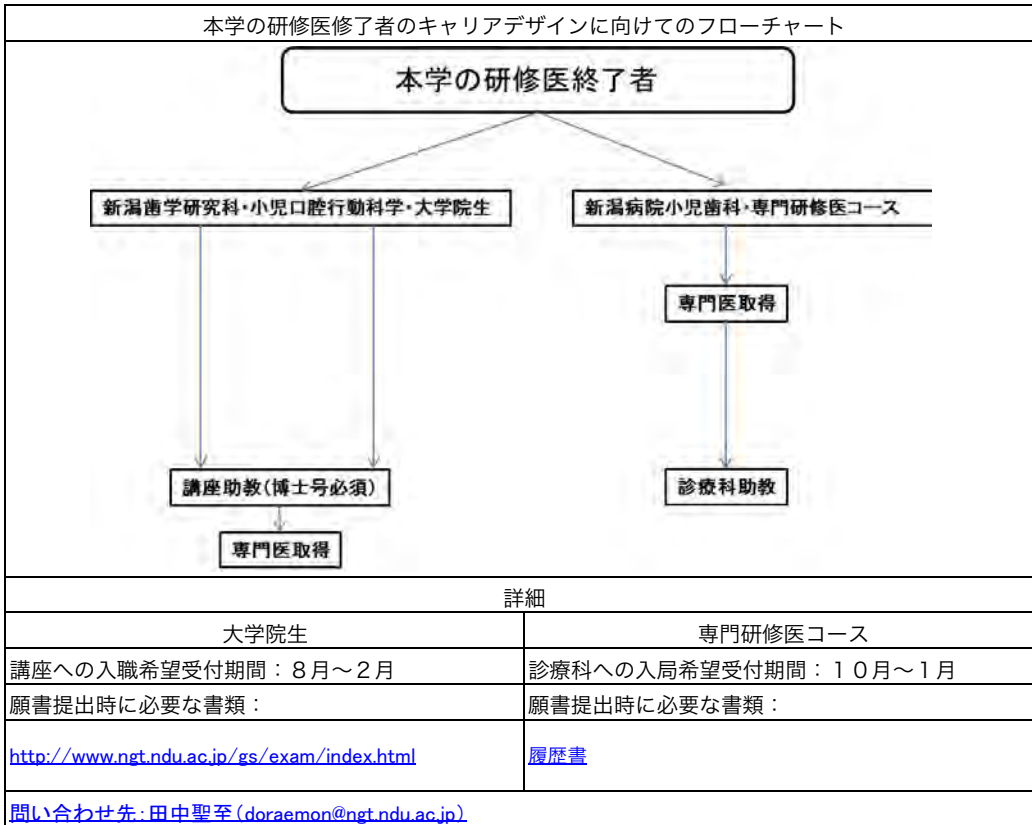 本学の研修医修了者のキャリアデザインに向けてのフローチャート
本学の研修医終了者
新潟歯学研究科・小児口腔行動科学・大学院生
新潟病院小児歯科・専門研修医コース
専門医取得
講座助教(博士号必須)
診療科助教
専門医取得
詳細
大学院生
専門研修医コース
講座への入職希望受付期間：８月～２月
診療科への入局希望受付期間：１０月～１月
願書提出時に必要な書類：
願書提出時に必要な書類：
http://www.ngt.ndu.ac.jp/gs/exam/index.html
履歴書
問い合わせ先：田中聖至（doraemon@ngt.ndu.ac.jp）